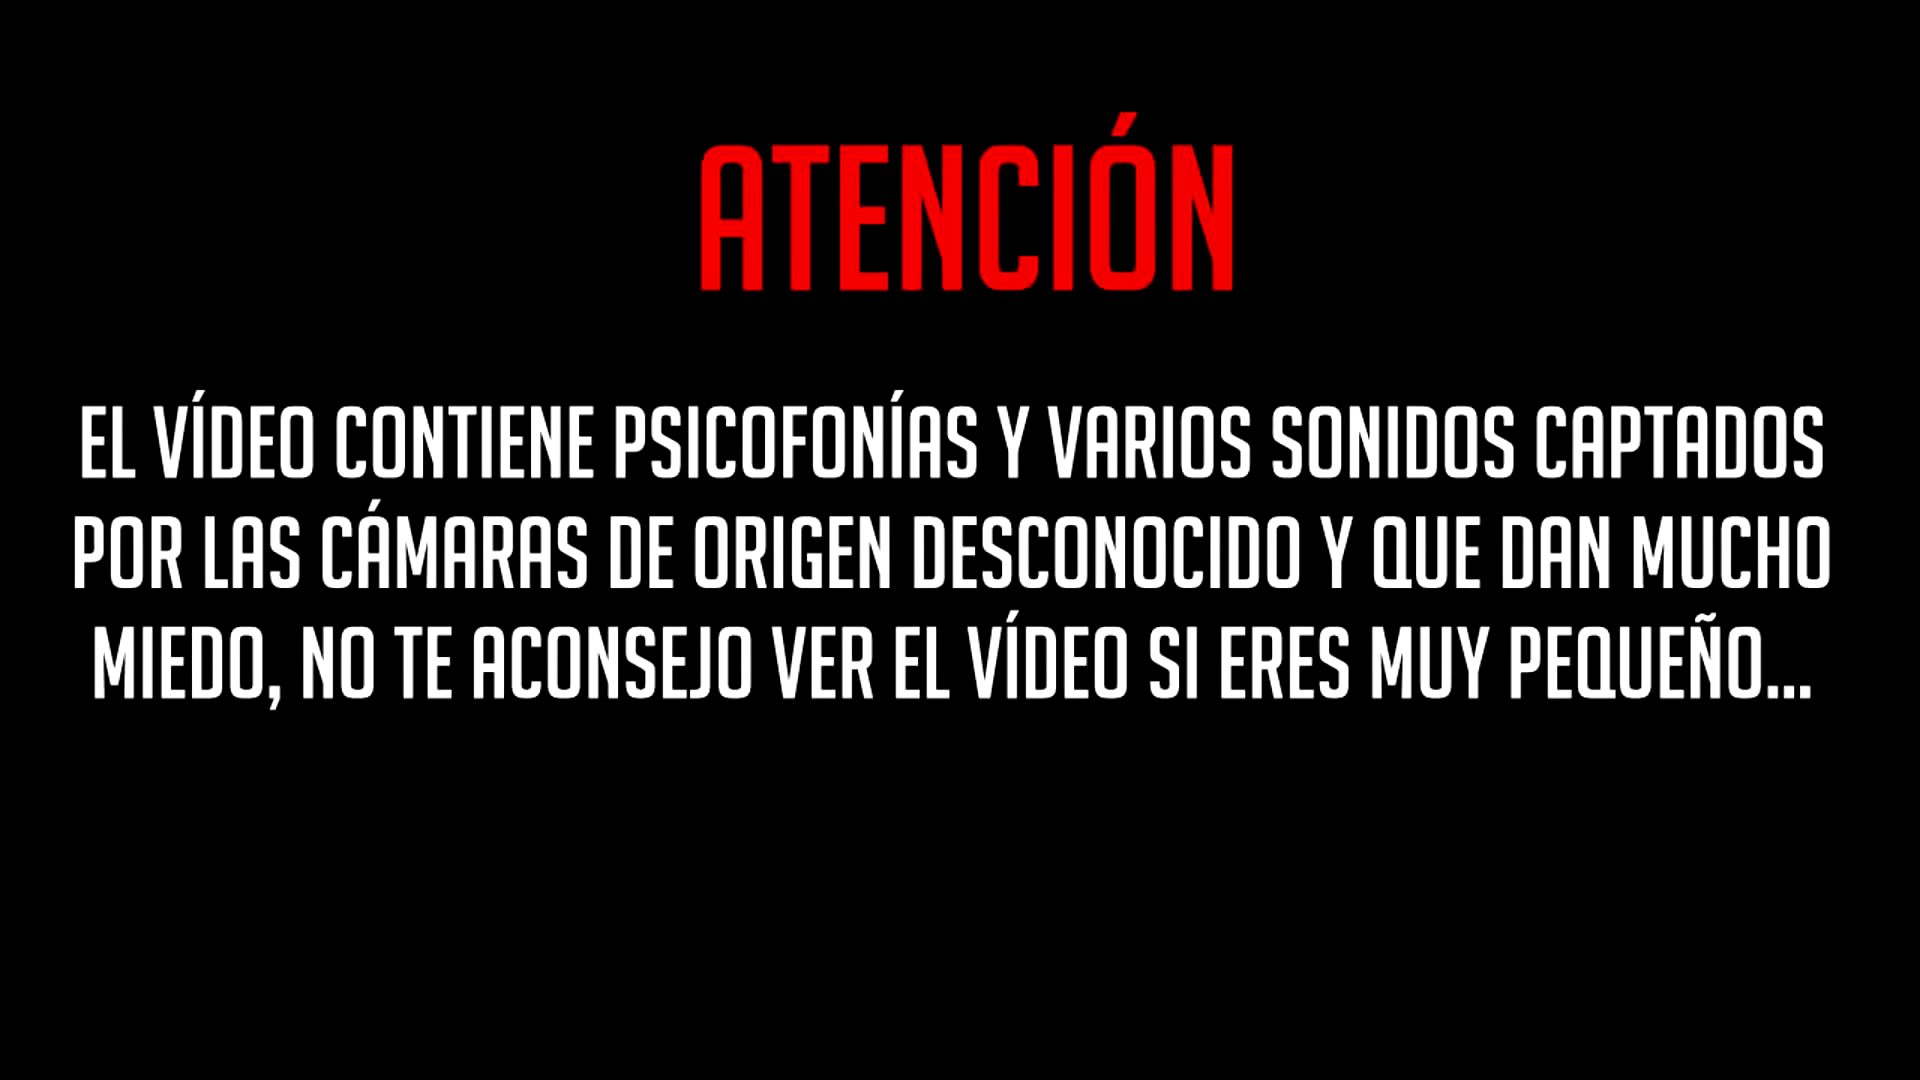 ATENCIÓN
EL VÍDEO CONTIENE PSICOFONÍAS Y VARIOS SONIDOS CAPTADOS
POR LAS CÁMARAS DE ORIGEN DESCONOCIDO Y QUE DAN MUCHO
MIEDO, NO TE ACONSEJO VER EL VÍDEO SI ERES MUY PEQUEÑO...